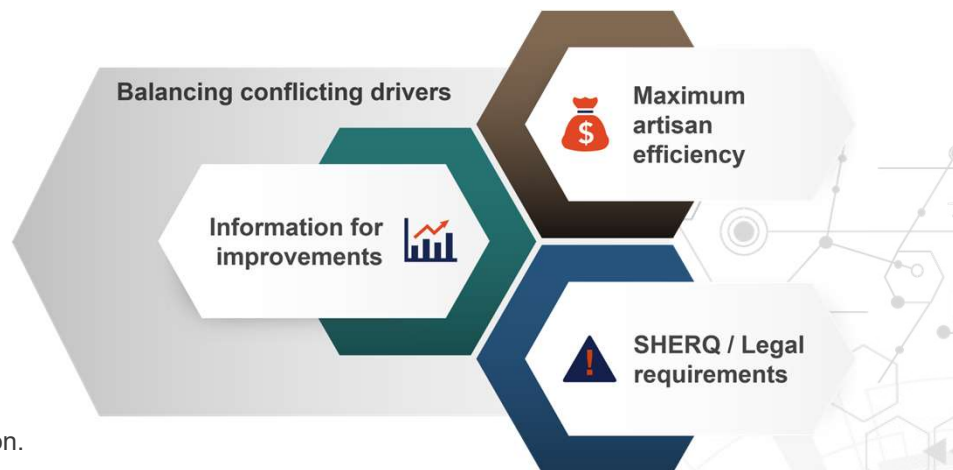 Balancing conflicting drivers
Maximum
artisan
efficiency
Information for
improvements
SHERQ / Legal
requirements